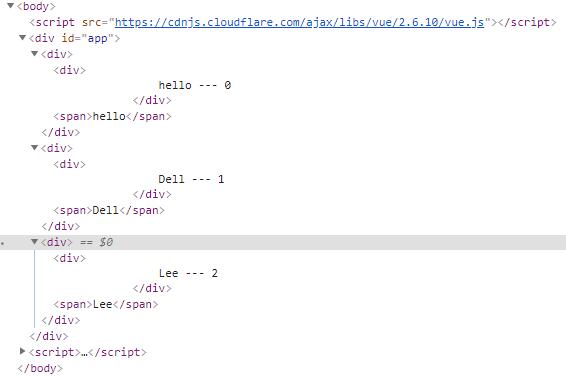 <body>
<script src="https://cdnjs.cloudflare.com/ajax/libs/vue/2.6.10/vue.js"></script>
<div id="app">
<div>
<div>
hello --- 0
</div>
<span>hello</span>
</div>
<div>
<div>
Dell --- 1
</div>
<span>Dell</span>
</div>
<div> == $0
<div>
Lee --- 2
</div>
<span>Lee</span>
</div>
</div>
<script>…</script>
</body>